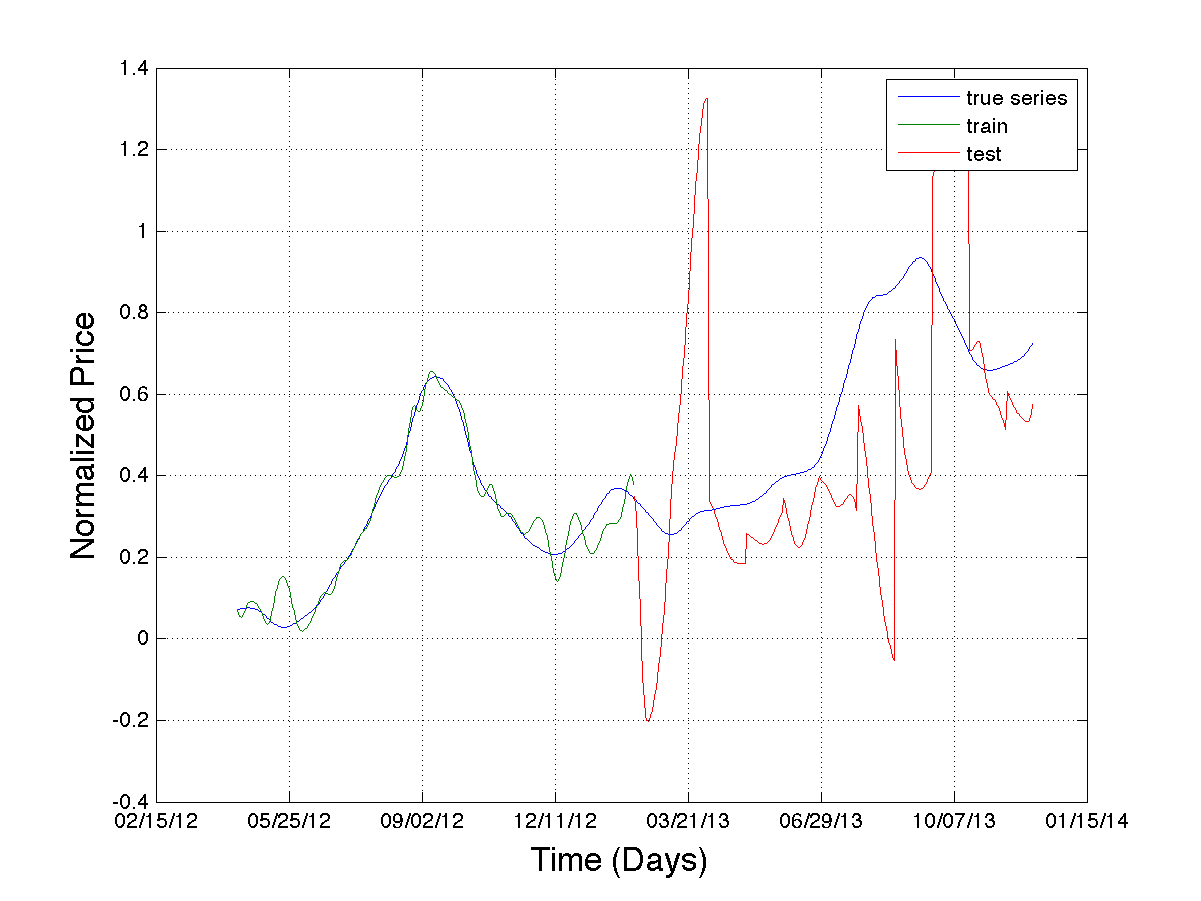 1.4
1.2
1
0.8
0.6
0.4
0.2
0
-0.2
-0.4
true series
train
test
Normalized Price
02/15/12 05/25/12 09/02/12 12/11/12 03/21/13 06/29/13 10/07/13 01/15/14
Time (Days)